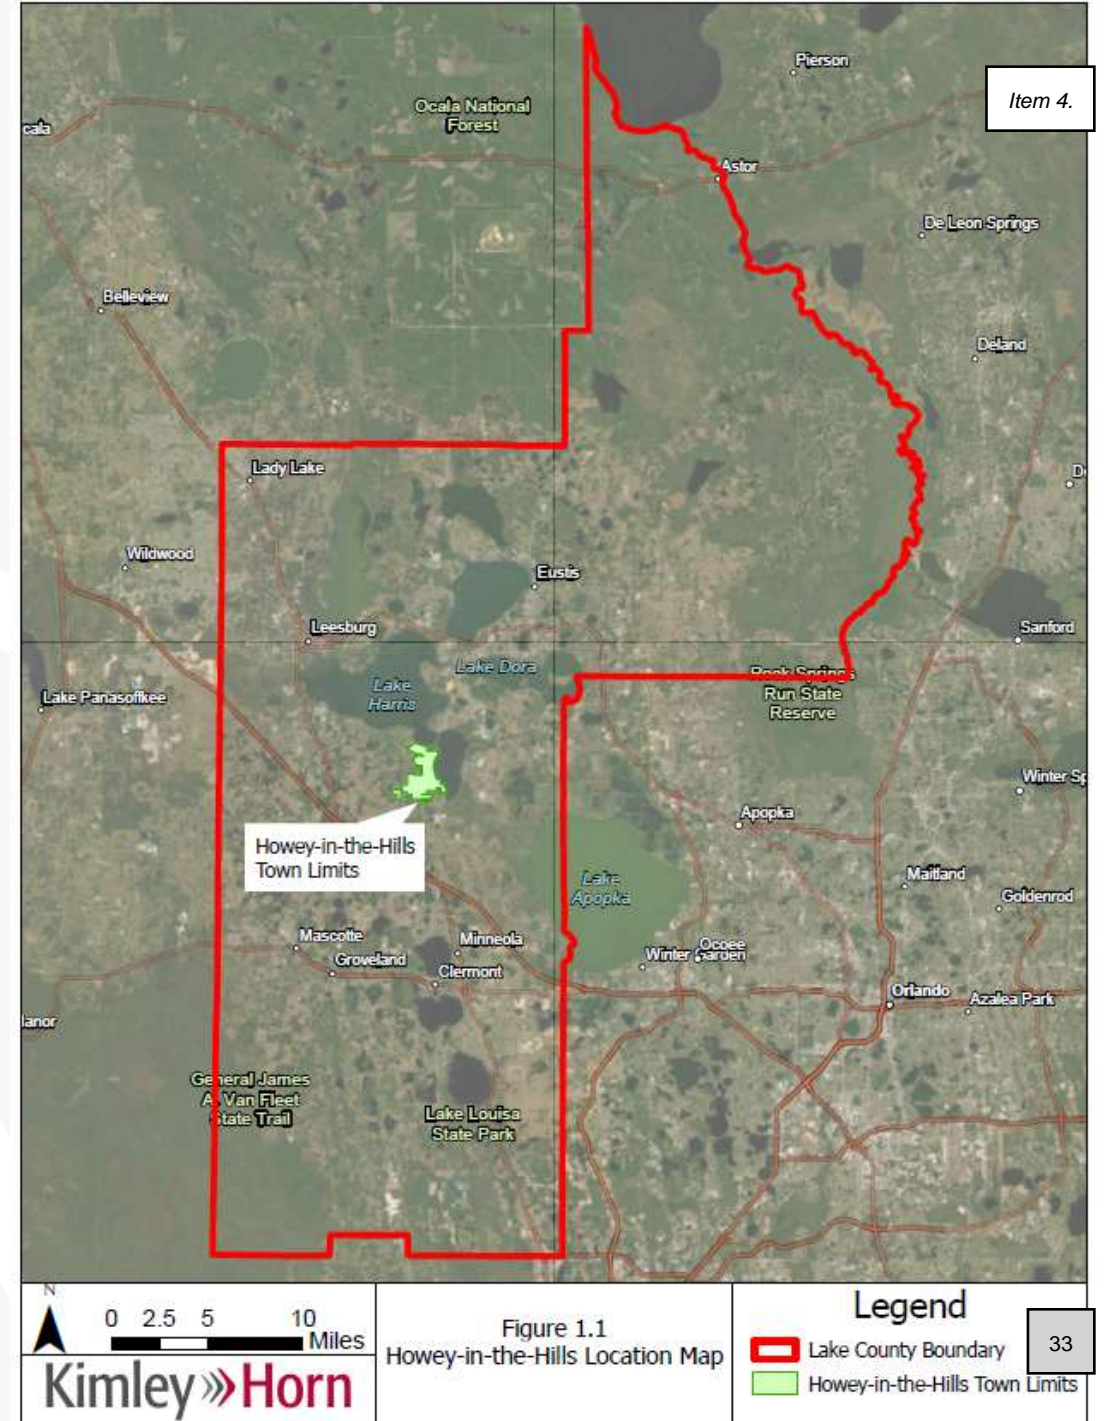 Pierson
Item 4.
Ocala National
Forest
cala
Astor
De Leon Springs
Belleview
Deland
Lady Lake
D
Wildwood
Eustis
Leesburg
Sanford
Lake Dora
Rock Springs
Run State
Reserve
Lake
Harris
Lake Panasoffkee
Winter Sp
Apopka
Howey-in-the-Hills
Town Limits
Lake
Apopka
Maitland
Goldenrod
Mascotte
Minneola
Groveland
Clermont
Ocoee
Winter Garden
Orlando
Azalea Park
lanor
General James
A. Van Fleet
State Trail
Lake Louisa
State Park
N
0 2.5 5 10
Miles
Kimley»Horn
Figure 1.1
Howey-in-the-Hills Location Map
Legend
Lake County Boundary
Howey-in-the-Hills Town Limits
33